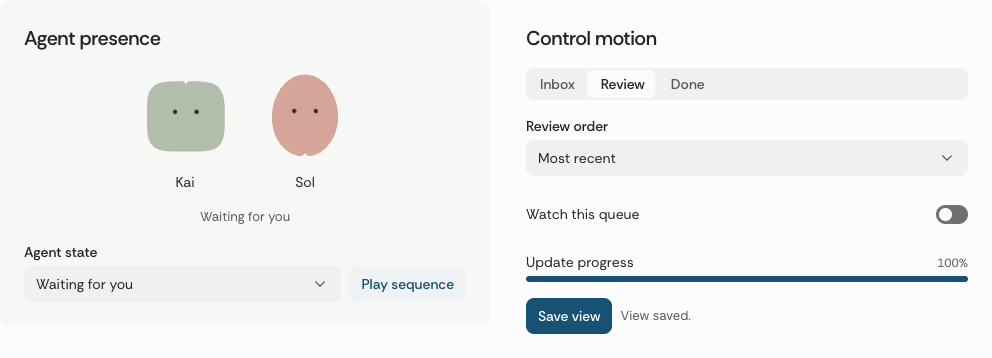 Agent presence
Kai
Sol
Waiting for you
Agent state
Waiting for you
Play sequence
Control motion
Inbox
Review
Done
Review order
Most recent
Watch this queue
Update progress
100%
Save view
View saved.